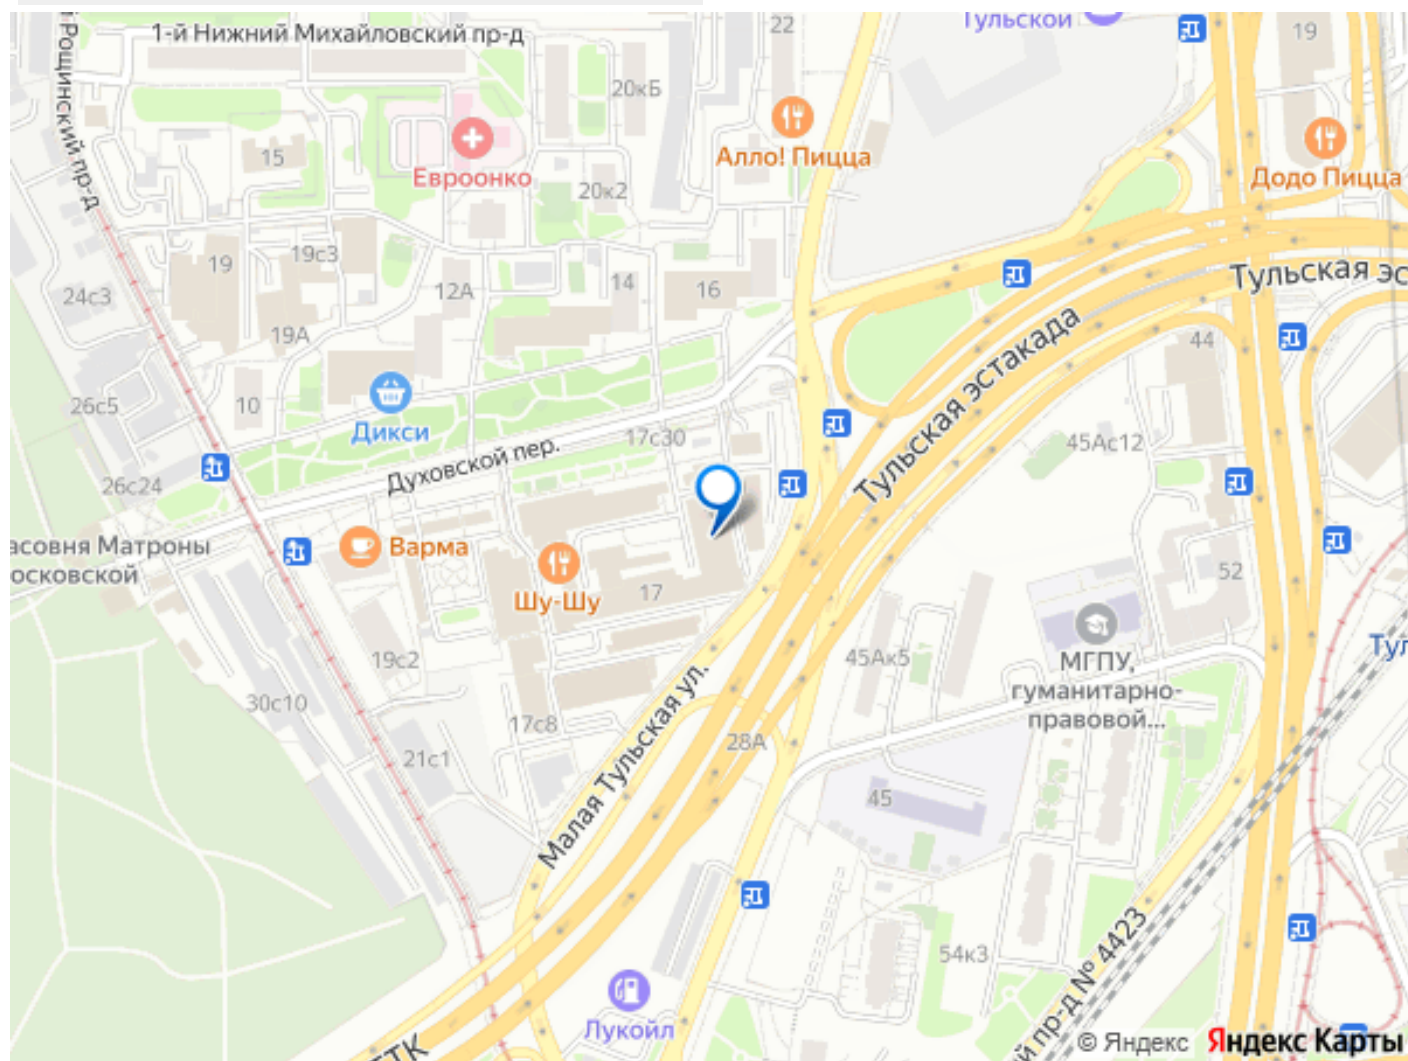 1-й Нижний Михайловский пр-д
Рощинский пр-д
22
Тульской
19
20кБ
Алло! Пицца
Додо Пицца
15
Евроонко
20к2
19
19с3
24с3
12А
14
16
Тульская эс
19А
44
Тульская эстакада
26с5
10
Дикси
17с30
45Ас12
Духовской пер.
26с24
асовня Матроны
осковской
Варма
Шу-Шу
17
52
МГПУ,
гуманитарно-
правовой...
Тул
19с2
45Ак5
30с10
17с8
28А
21с1
Малая Тульская ул.
45
54к3
й пр-д № 4423
Лукойл
ТТК
© Яндекс Яндекс Карты